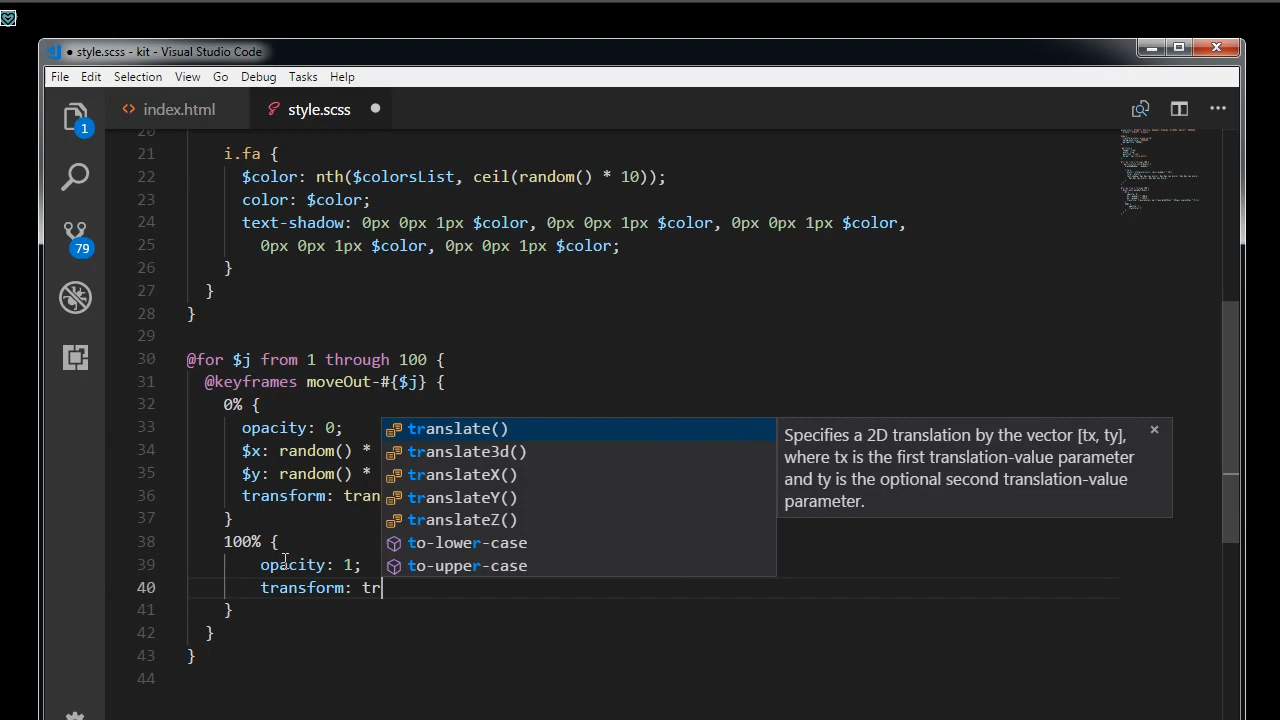 ● style.scss - kit - Visual Studio Code
File Edit Selection View Go Debug Tasks Help
index.html style.scss ●
1
79
20
21 i.fa {
22 $color: nth($colorsList, ceil(random() * 10));
23 color: $color;
24 text-shadow: 0px 0px 1px $color, 0px 0px 1px $color, 0px 0px 1px $color,
25 0px 0px 1px $color, 0px 0px 1px $color;
26 }
27 }
28 }
29
30 @for $j from 1 through 100 {
31 @keyframes moveOut-#{$j} {
32 0% {
33 opacity: 0;
34 $x: random() *
35 $y: random() *
36 transform: tran
37 }
38 100% {
39 opacity: 1;
40 transform: tr
41 }
42 }
43 }
44
translate()
translate3d()
translateX()
translateY()
translateZ()
to-lower-case
to-upper-case
Specifies a 2D translation by the vector [tx, ty],
where tx is the first translation-value parameter
and ty is the optional second translation-value
parameter.